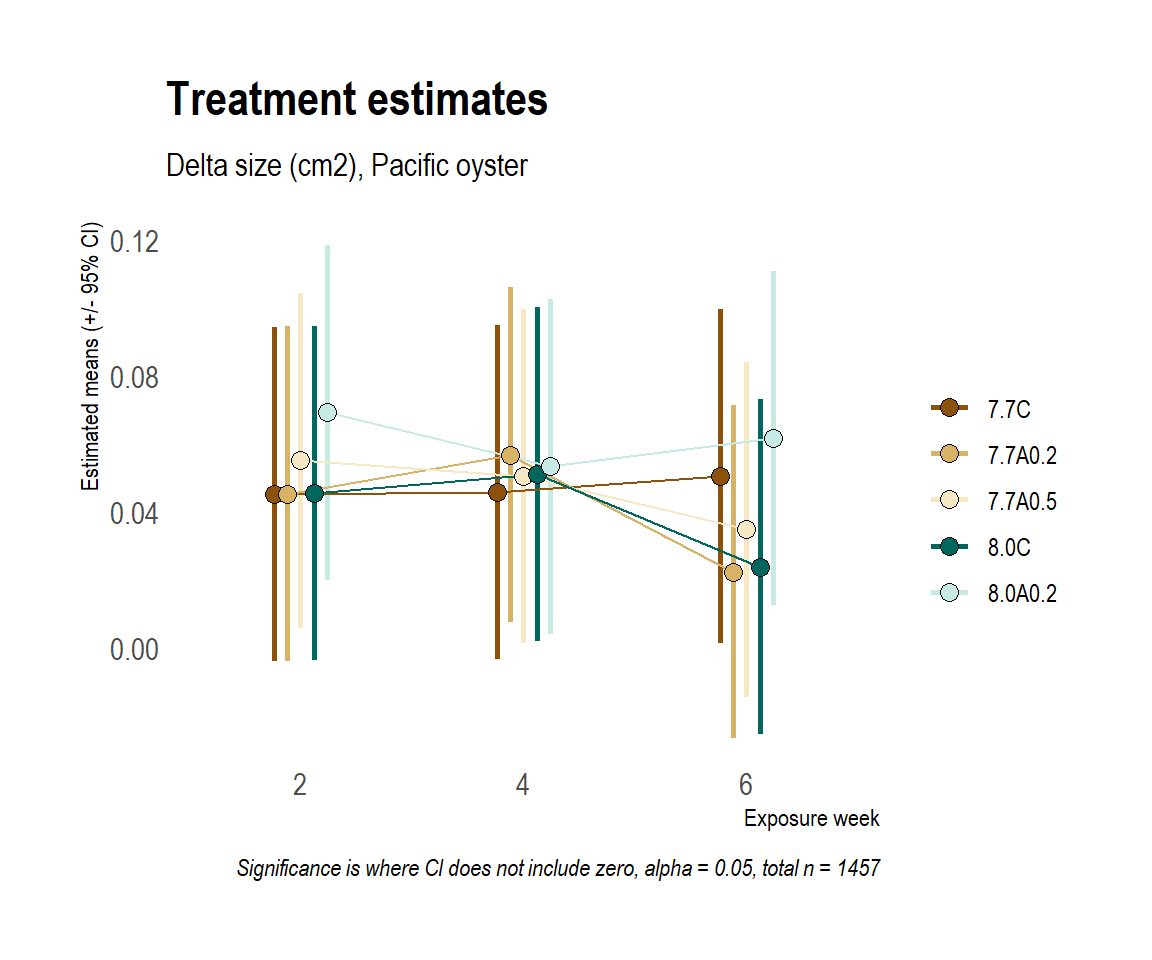 Treatment estimates
Delta size (cm2), Pacific oyster
Estimated means (+/- 95% CI)
0.12
0.08
0.04
0.00
2
4
6
Exposure week
7.7C
7.7A0.2
7.7A0.5
8.0C
8.0A0.2
Significance is where CI does not include zero, alpha = 0.05, total n = 1457